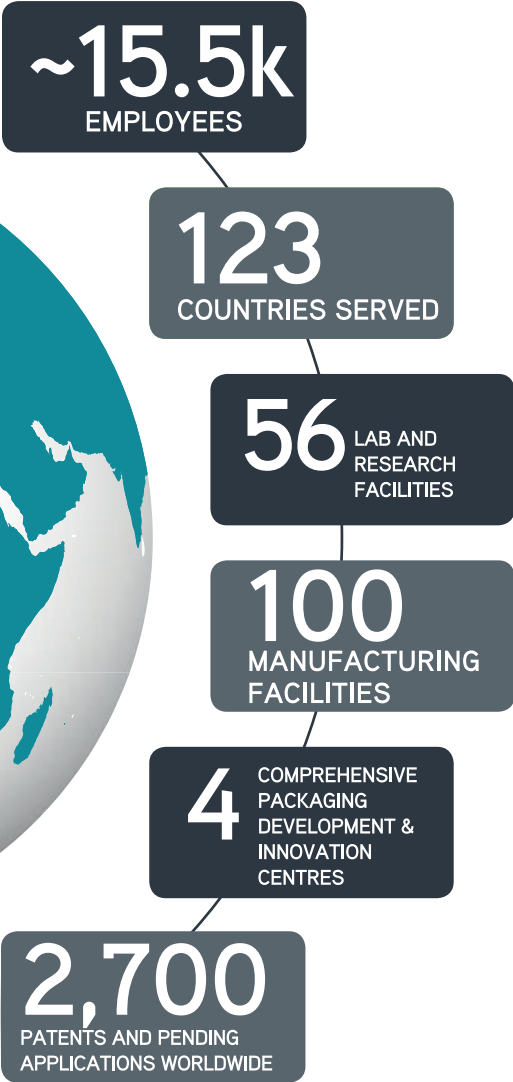 ~15.5k
EMPLOYEES
123
COUNTRIES SERVED
56
LAB AND
RESEARCH
FACILITIES
100
MANUFACTURING
FACILITIES
4
COMPREHENSIVE
PACKAGING
DEVELOPMENT &
INNOVATION
CENTRES
2,700
PATENTS AND PENDING
APPLICATIONS WORLDWIDE